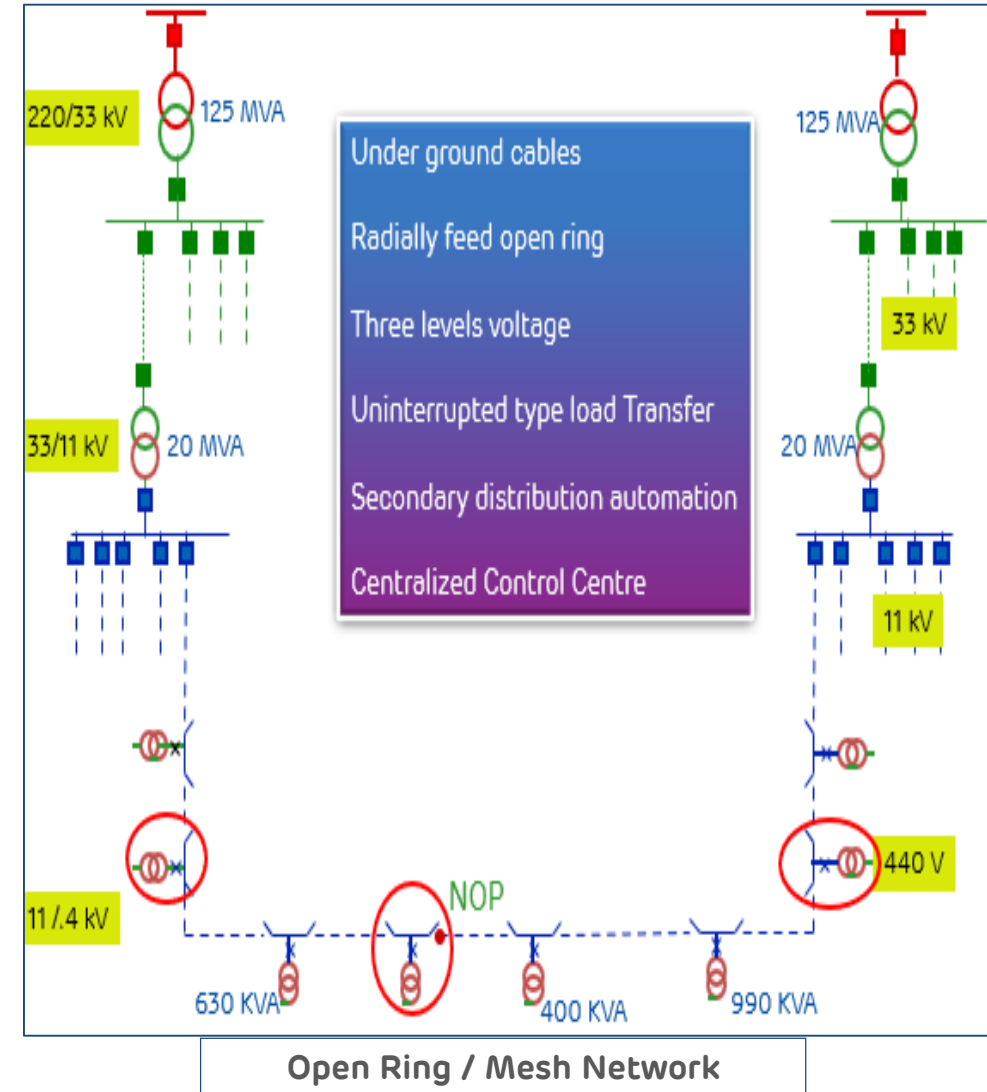 220/33 kV
125 MVA
125 MVA
Under ground cables
Radially feed open ring
Three levels voltage
Uninterrupted type load Transfer
Secondary distribution automation
Centralized Control Centre
33 kV
33/11 kV
20 MVA
20 MVA
11 kV
440 V
NOP
11 /.4 kV
630 KVA
400 KVA
990 KVA
Open Ring / Mesh Network